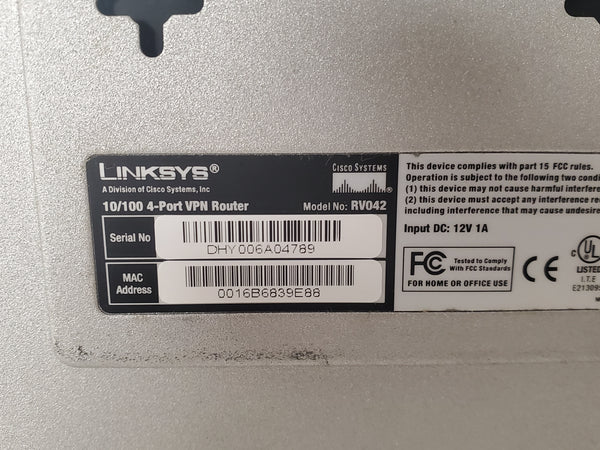 LINKSYS®
A Division of Cisco Systems, Inc
CISCO SYSTEMS
10/100 4-Port VPN Router
Model No: RV042
Serial No
DHY006A04789
MAC
Address
0016B6839E88
This device complies with part 15 FCC rules.
Operation is subject to the following two condi
(1) this device may not cause harmful interfere
(2) this device must accept any interference re
including interference that may cause undesire
Input DC: 12V 1A
FC
Tested to Comply
With FCC Standards
FOR HOME OR OFFICE USE
CE
C UL
LISTED
I.T.E
E21309